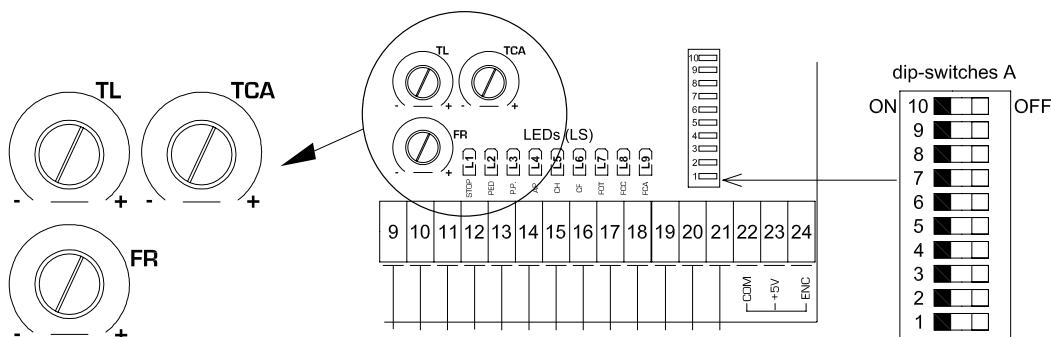 TL
TCA
- +
- +
FR
- +
TL
TCA
- +
FR
- +
LEDs (LS)
L1 L2 L3 L4 L5 L6 L7 L8 L9
STOP PED P.P. AP CH CF FOT FCC FCA
9 10 11 12 13 14 15 16 17 18 19 20 21 22 23 24
COM +5V ENC
10
9
8
7
6
5
4
3
2
1
dip-switches A
ON 10 OFF
9
8
7
6
5
4
3
2
1